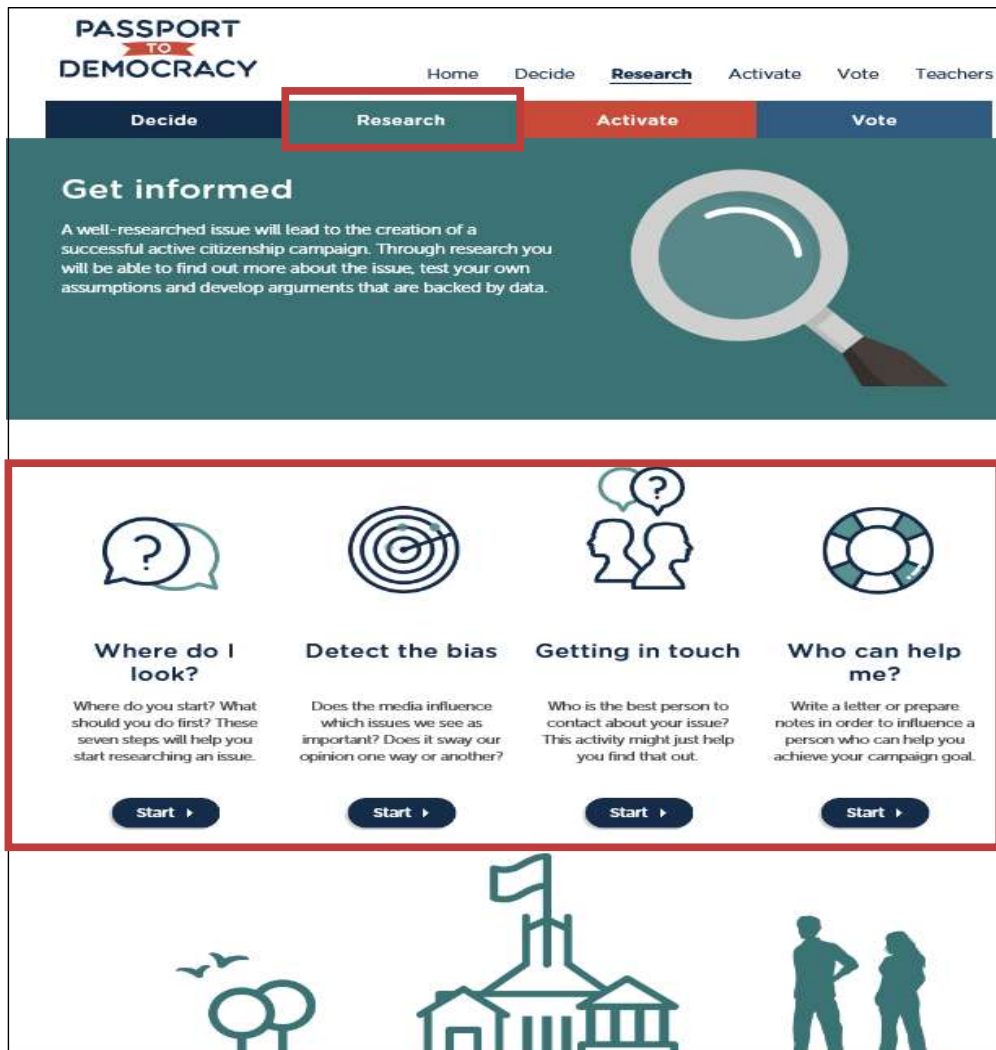 PASSPORT
TO
DEMOCRACY
Home Decide Research Activate Vote Teachers
Decide Research Activate Vote
Get informed
A well-researched issue will lead to the creation of a
successful active citizenship campaign. Through research you
will be able to find out more about the issue, test your own
assumptions and develop arguments that are backed by data.
?
?
Where do I
look?
Where do you start? What
should you do first? These
seven steps will help you
start researching an issue.
Start
Detect the bias
Does the media influence
which issues we see as
important? Does it sway our
opinion one way or another?
Start
Getting in touch
Who is the best person to
contact about your issue?
This activity might just help
you find that out.
Start
Who can help
me?
Write a letter or prepare
notes in order to influence a
person who can help you
achieve your campaign goal.
Start